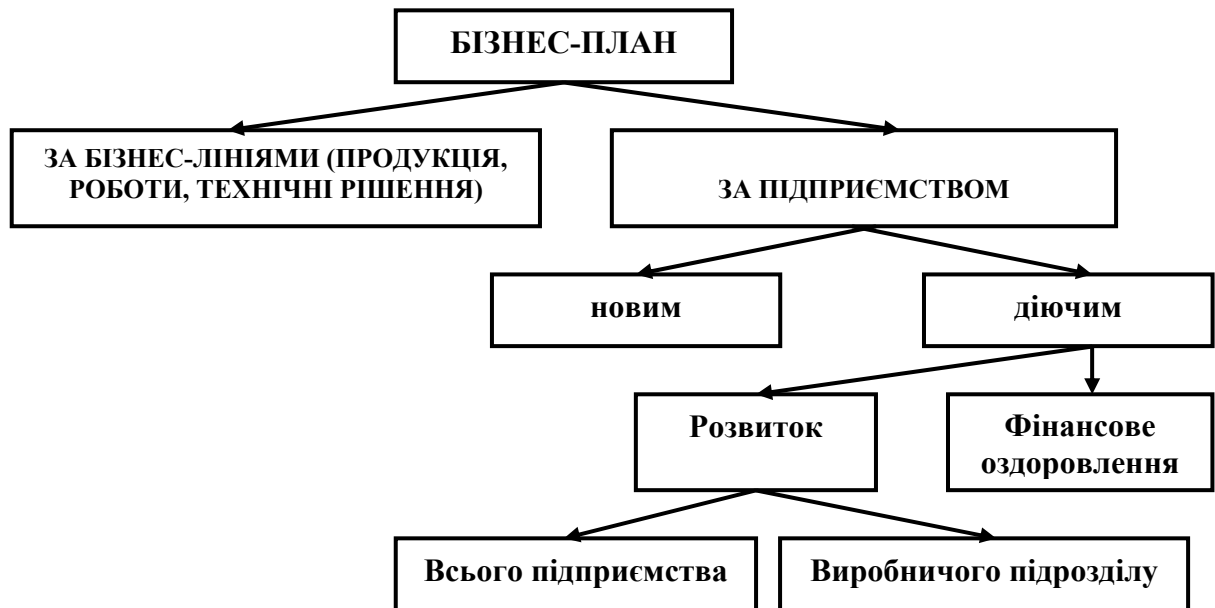 БІЗНЕС-ПЛАН
ЗА БІЗНЕС-ЛІНІЯМИ (ПРОДУКЦІЯ,
РОБОТИ, ТЕХНІЧНІ РІШЕННЯ)
ЗА ПІДПРИЄМСТВОМ
новим
діючим
Розвиток
Фінансове
оздоровлення
Всього підприємства
Виробничого підрозділу